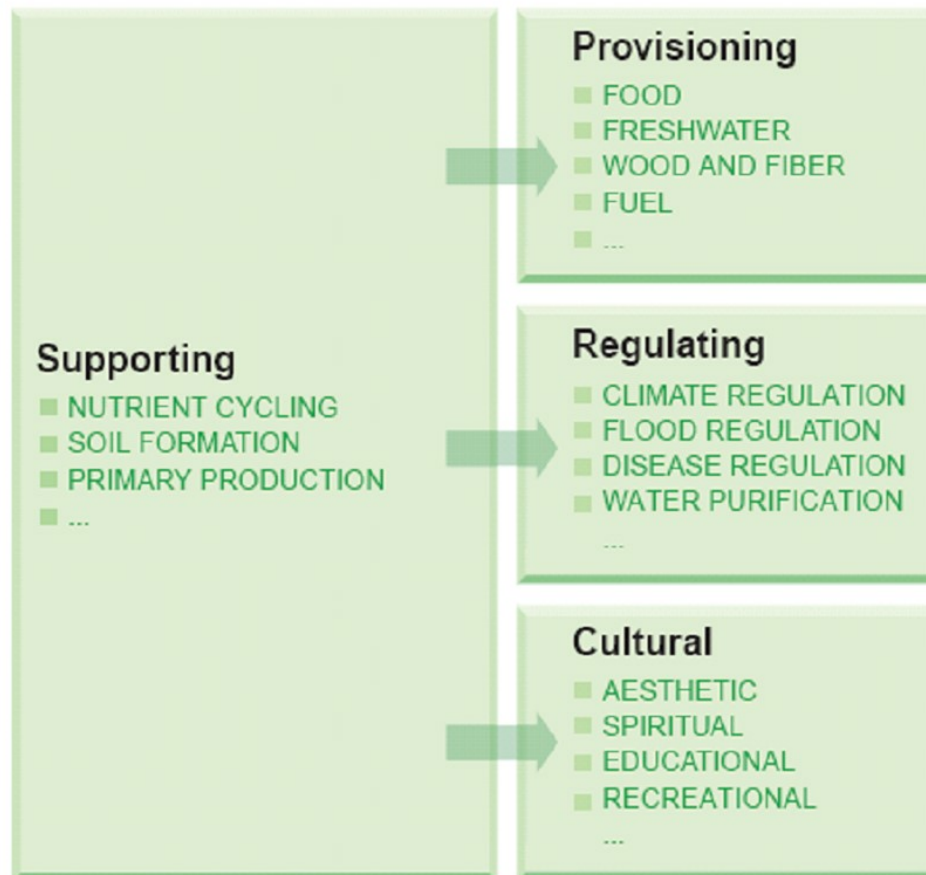 Supporting
NUTRIENT CYCLING
SOIL FORMATION
PRIMARY PRODUCTION
...
Provisioning
FOOD
FRESHWATER
WOOD AND FIBER
FUEL
...
Regulating
CLIMATE REGULATION
FLOOD REGULATION
DISEASE REGULATION
WATER PURIFICATION
...
Cultural
AESTHETIC
SPIRITUAL
EDUCATIONAL
RECREATIONAL
...